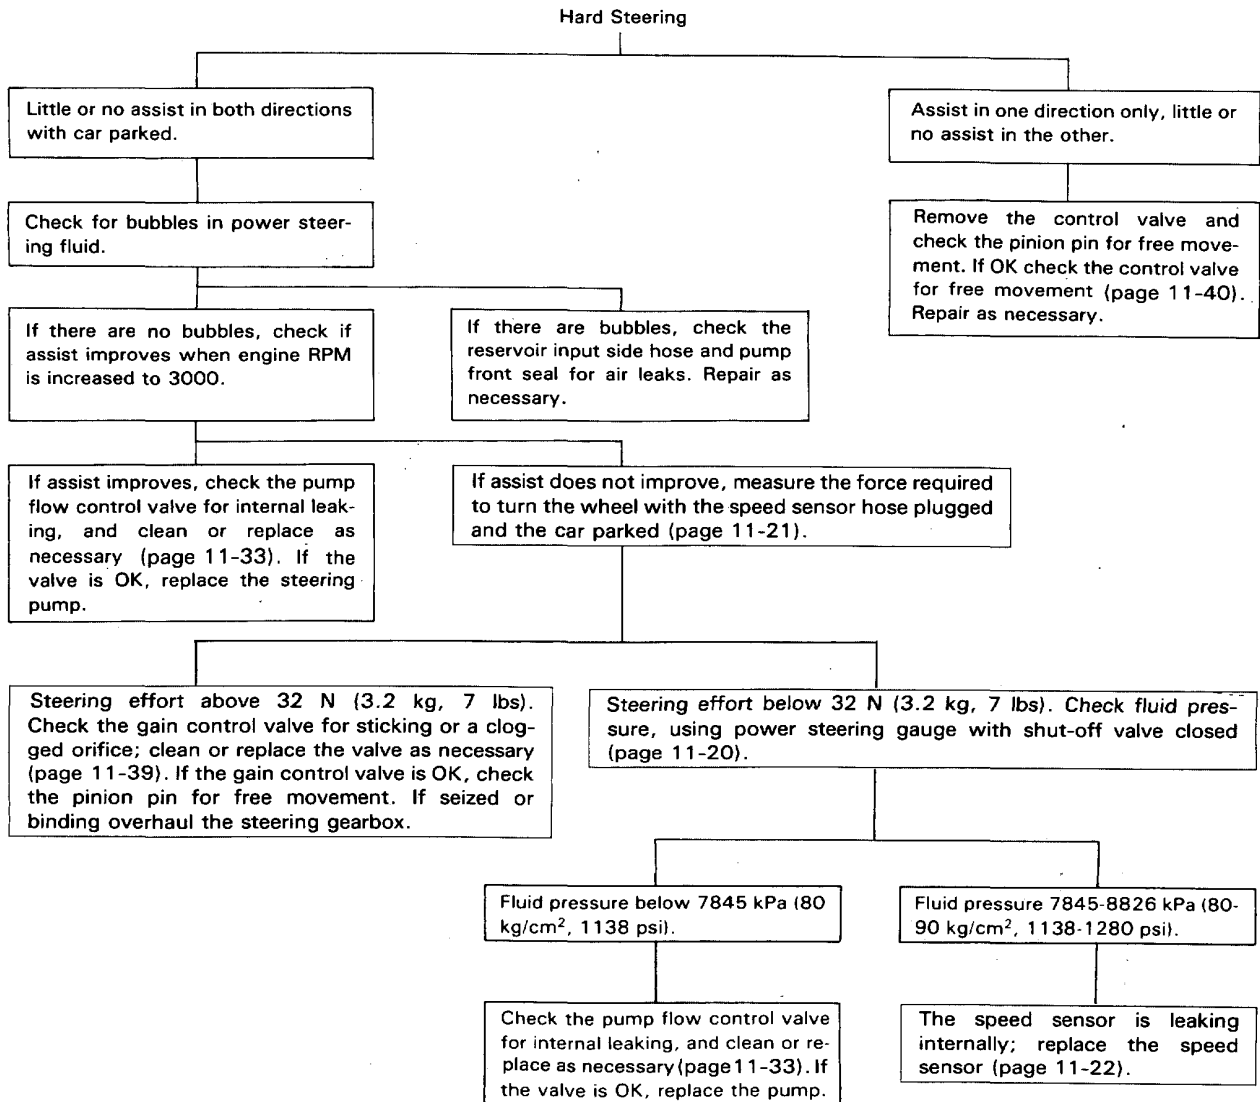 Hard Steering
Little or no assist in both directions
with car parked.
Assist in one direction only, little or
no assist in the other.
Check for bubbles in power steer-
ing fluid.
Remove the control valve and
check the pinion pin for free move-
ment. If OK check the control valve
for free movement (page 11-40).
Repair as necessary.
If there are no bubbles, check if
assist improves when engine RPM
is increased to 3000.
If there are bubbles, check the
reservoir input side hose and pump
front seal for air leaks. Repair as
necessary.
If assist improves, check the pump
flow control valve for internal leak-
ing, and clean or replace as
necessary (page 11-33). If the
valve is OK, replace the steering
pump.
If assist does not improve, measure the force required
to turn the wheel with the speed sensor hose plugged
and the car parked (page 11-21).
Steering effort above 32 N (3.2 kg, 7 lbs).
Check the gain control valve for sticking or a clog-
ged orifice; clean or replace the valve as necessary
(page 11-39). If the gain control valve is OK, check
the pinion pin for free movement. If seized or
binding overhaul the steering gearbox.
Steering effort below 32 N (3.2 kg, 7 lbs). Check fluid pres-
sure, using power steering gauge with shut-off valve closed
(page 11-20).
Fluid pressure below 7845 kPa (80
kg/cm², 1138 psi).
Fluid pressure 7845-8826 kPa (80-
90 kg/cm², 1138-1280 psi).
Check the pump flow control valve
for internal leaking, and clean or re-
place as necessary (page 11-33). If
the valve is OK, replace the pump.
The speed sensor is leaking
internally; replace the speed
sensor (page 11-22).